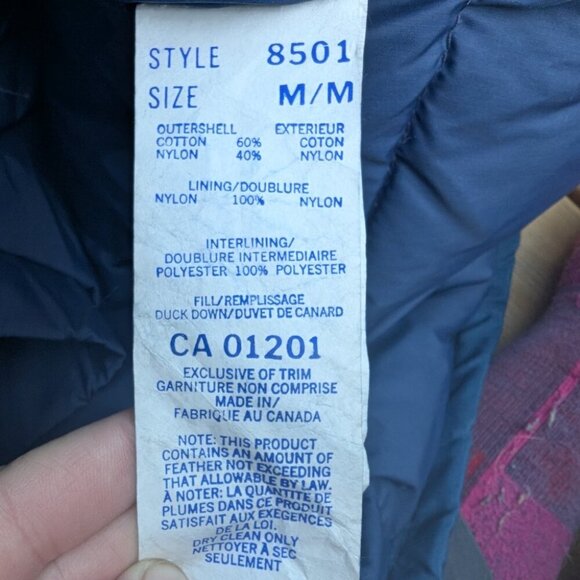 STYLE 8501
SIZE M/M
OUTERSHELL EXTERIEUR
COTTON 60% COTON
NYLON 40% NYLON
LINING/DOUBLURE
NYLON 100% NYLON
INTERLINING/
DOUBLURE INTERMEDIAIRE
POLYESTER 100% POLYESTER
FILL/REMPLISSAGE
DUCK DOWN/DUVET DE CANARD
CA 01201
EXCLUSIVE OF TRIM
GARNITURE NON COMPRISE
MADE IN/
FABRIQUE AU CANADA
NOTE: THIS PRODUCT
CONTAINS AN AMOUNT OF
FEATHER NOT EXCEEDING
THAT ALLOWABLE BY LAW.
À NOTER: LA QUANTITE DE
PLUMES DANS CE PRODUIT
SATISFAIT AUX EXEGENCES
DE LA LOI.
DRY CLEAN ONLY
NETTOYER À SEC
SEULEMENT